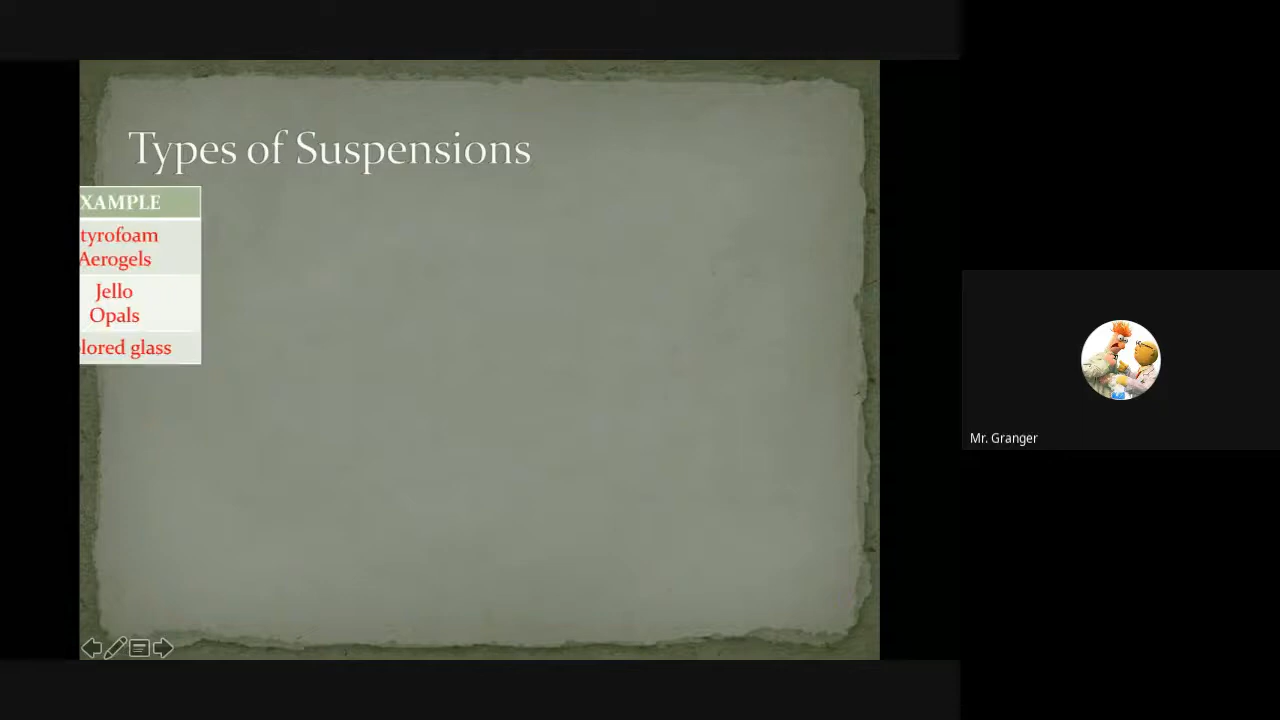 Types of Suspensions
XAMPLE
tyrofoam
Aerogels
Jello
Opals
lored glass
Mr. Granger